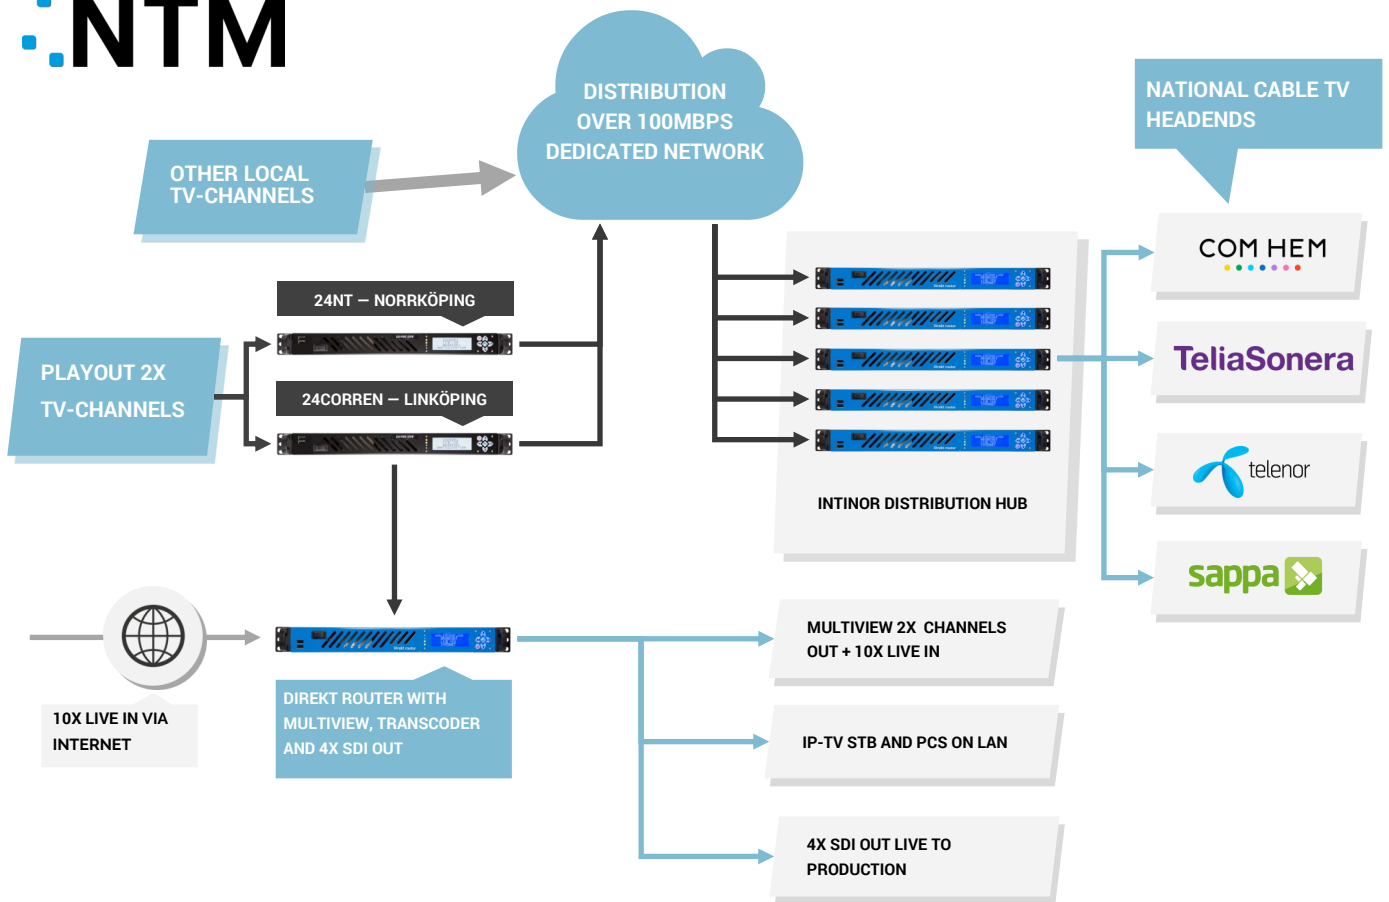 NTM
DISTRIBUTION
OVER 100MBPS
DEDICATED NETWORK
NATIONAL CABLE TV
HEADENDS
OTHER LOCAL
TV-CHANNELS
COM HEM
24NT – NORRKÖPING
TeliaSonera
PLAYOUT 2X
TV-CHANNELS
24CORREN – LINKÖPING
telenor
INTINOR DISTRIBUTION HUB
sappa
MULTIVIEW 2X CHANNELS
OUT + 10X LIVE IN
Direkt router
DIREKT ROUTER WITH
MULTIVIEW, TRANSCODER
AND 4X SDI OUT
10X LIVE IN VIA
INTERNET
IP-TV STB AND PCS ON LAN
4X SDI OUT LIVE TO
PRODUCTION